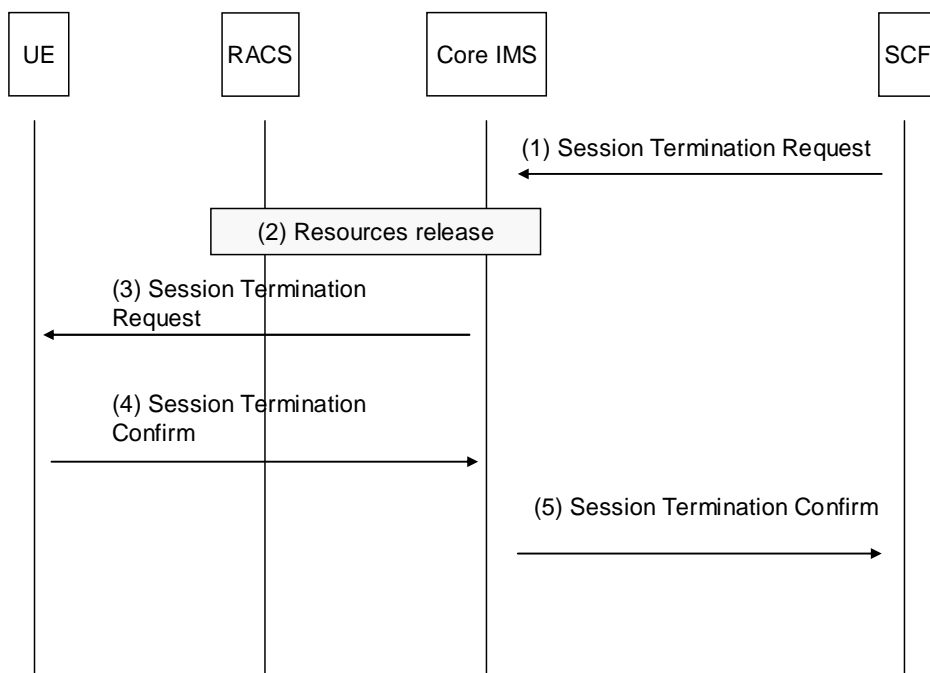 UE
RACS
Core IMS
SCF
(1) Session Termination Request
(2) Resources release
(3) Session Termination
Request
(4) Session Termination
Confirm
(5) Session Termination Confirm